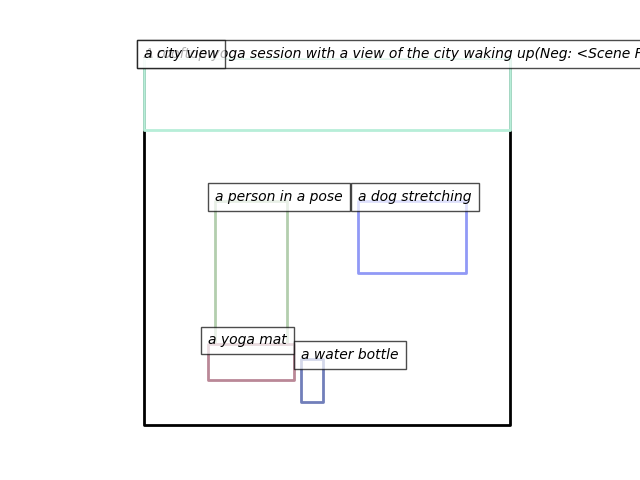 a city view
yoga session with a view of the city waking up(Neg: <Scene F
a person in a pose
a dog stretching
a yoga mat
a water bottle